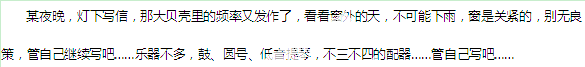 某夜晚，灯下写信，那大贝壳里的频率又发作了，看看窗外的天，不可能下雨，窗是关紧的，别无良
策，管自己继续写吧……乐器不多，鼓、圆号、低音提琴，不三不四的配器……管自己写吧……